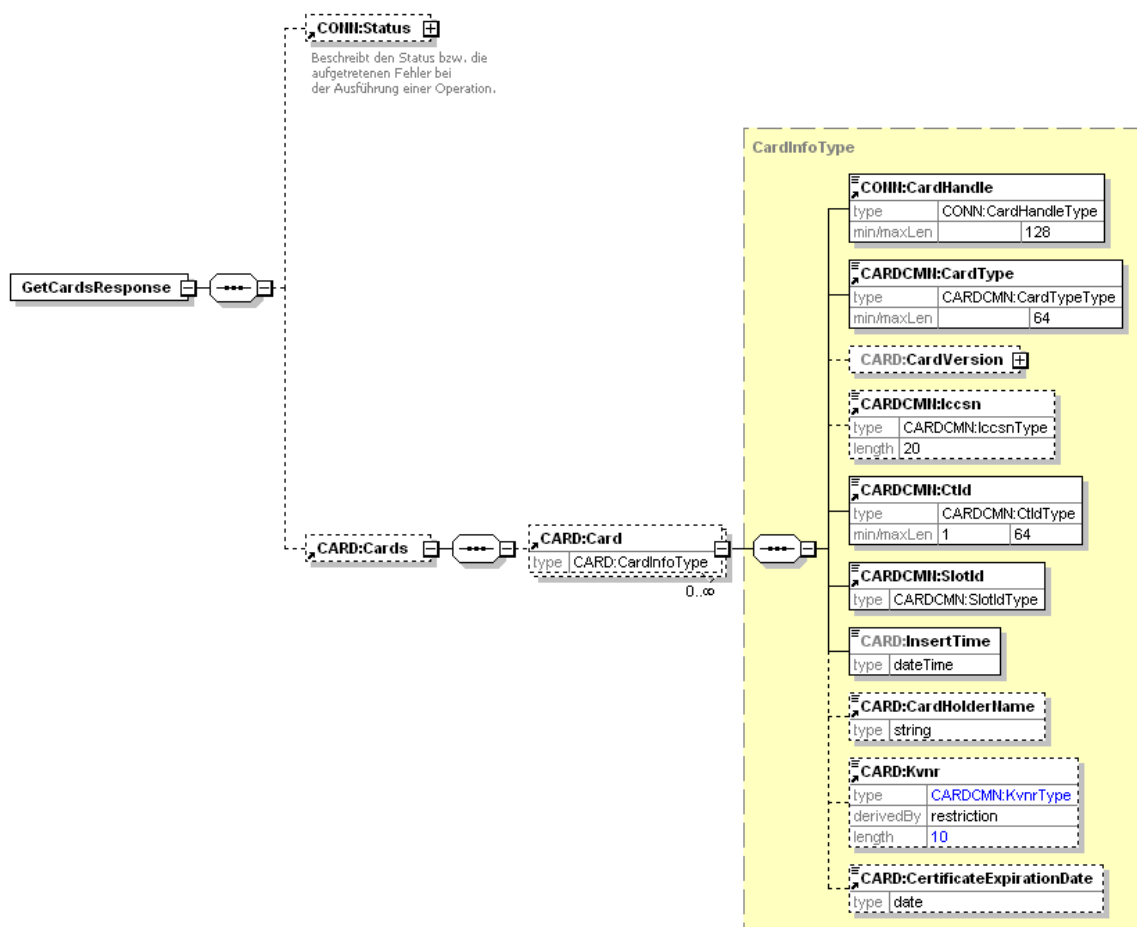 CONN:Status
Beschreibt den Status bzw. die
aufgetretenen Fehler bei
der Ausführung einer Operation.
GetCardsResponse
CARD:Cards
CARD:Card
type CARD:CardInfoType
0..∞
CardInfoType
CONN:CardHandle
type CONN:CardHandleType
min/maxLen 128
CARDCMN:CardType
type CARDCMN:CardTypeType
min/maxLen 64
CARD:CardVersion
CARDCMN:Iccsn
type CARDCMN:IccsnType
length 20
CARDCMN:CtId
type CARDCMN:CtIdType
min/maxLen 1 64
CARDCMN:SlotId
type CARDCMN:SlotIdType
CARD:InsertTime
type dateTime
CARD:CardHolderName
type string
CARD:Kvnr
type CARDCMN:KvnrType
derivedBy restriction
length 10
CARD:CertificateExpirationDate
type date